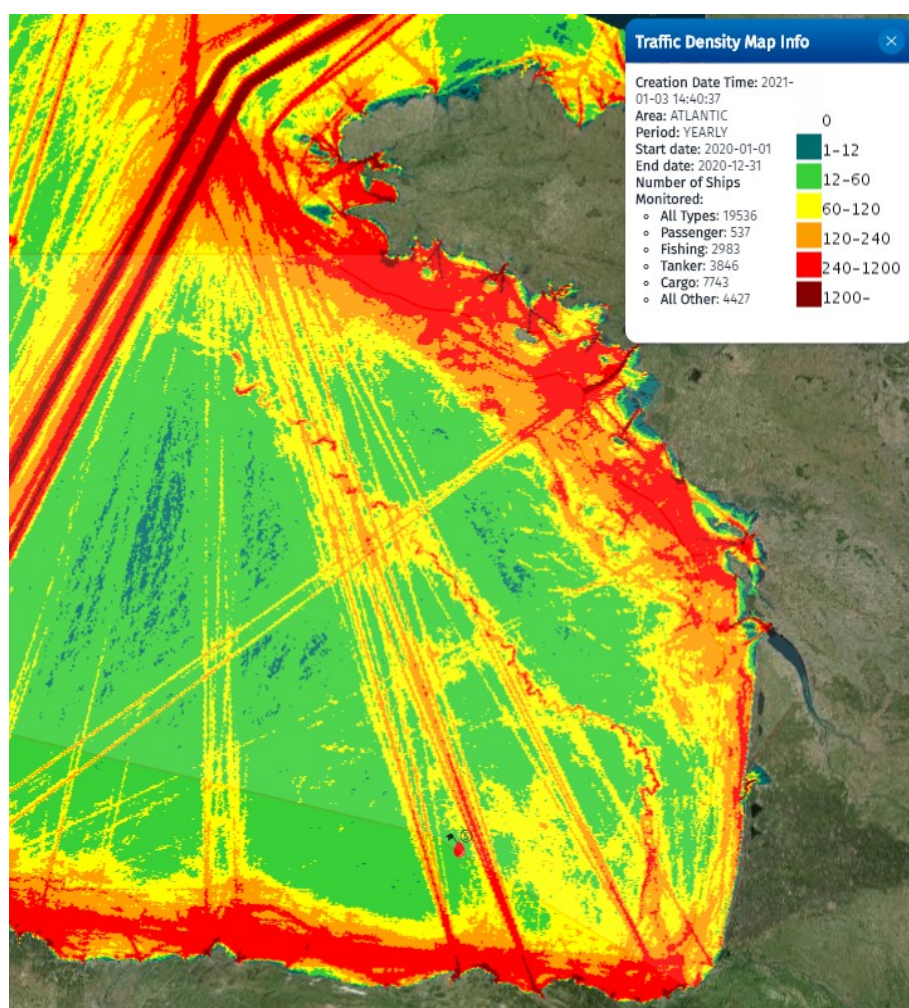 Traffic Density Map Info
Creation Date Time: 2021-
01-03 14:40:37
Area: ATLANTIC
Period: YEARLY
Start date: 2020-01-01
End date: 2020-12-31
Number of Ships
Monitored:
All Types: 19536
Passenger: 537
Fishing: 2983
Tanker: 3846
Cargo: 7743
All Other: 4427
0
1-12
12-60
60-120
120-240
240-1200
1200-